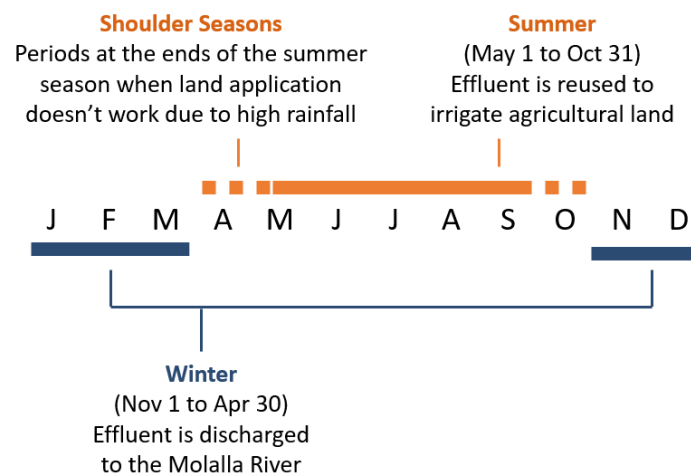 Shoulder Seasons
Periods at the ends of the summer
season when land application
doesn’t work due to high rainfall
Summer
(May 1 to Oct 31)
Effluent is reused to
irrigate agricultural land
J F M A M J J A S O N D
Winter
(Nov 1 to Apr 30)
Effluent is discharged
to the Molalla River